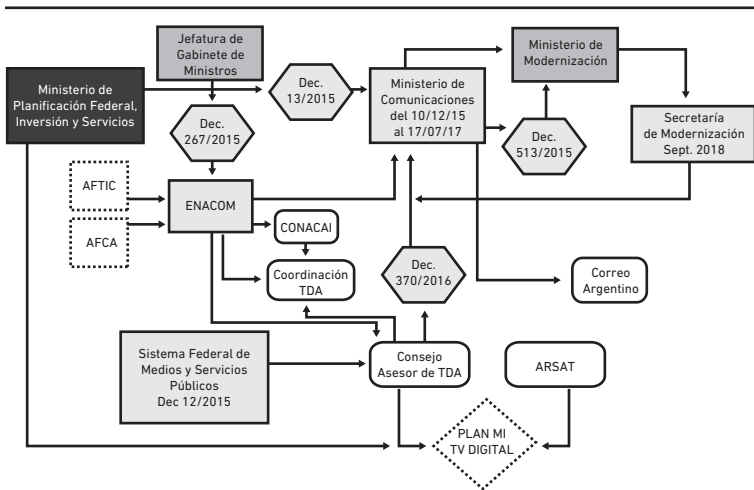 Jefatura de
Gabinete de
Ministros
Ministerio de
Modernización
Ministerio de
Planificación Federal,
Inversión y Servicios
Dec.
13/2015
Ministerio de
Comunicaciones
del 10/12/15
al 17/07/17
Dec.
267/2015
Dec.
513/2015
Secretaría
de Modernización
Sept. 2018
AFTIC
ENACOM
AFCA
CONACAI
Coordinación
TDA
Dec.
370/2016
Correo
Argentino
Sistema Federal de
Medios y Servicios
Públicos
Dec 12/2015
Consejo
Asesor de TDA
ARSAT
PLAN MI
TV DIGITAL